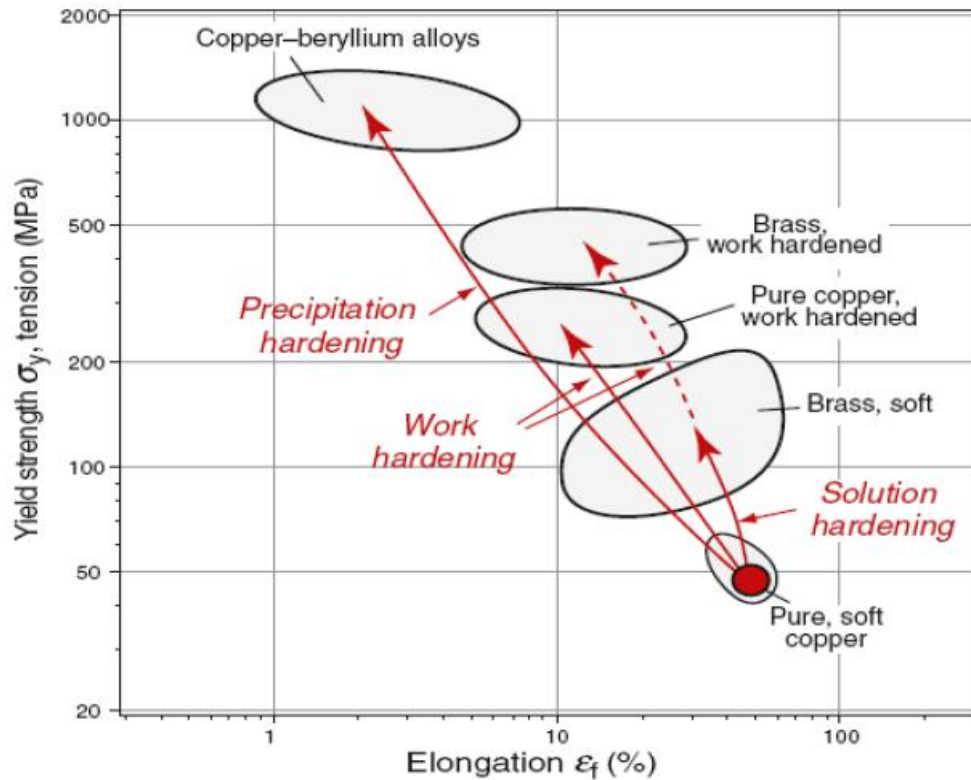 2000
Copper–beryllium alloys
1000
500
Brass,
work hardened
Precipitation
hardening
Pure copper,
work hardened
200
Brass, soft
Work
hardening
100
Solution
hardening
50
Pure, soft
copper
20
1
10
100
Elongation εf (%)
Yield strength σy, tension (MPa)